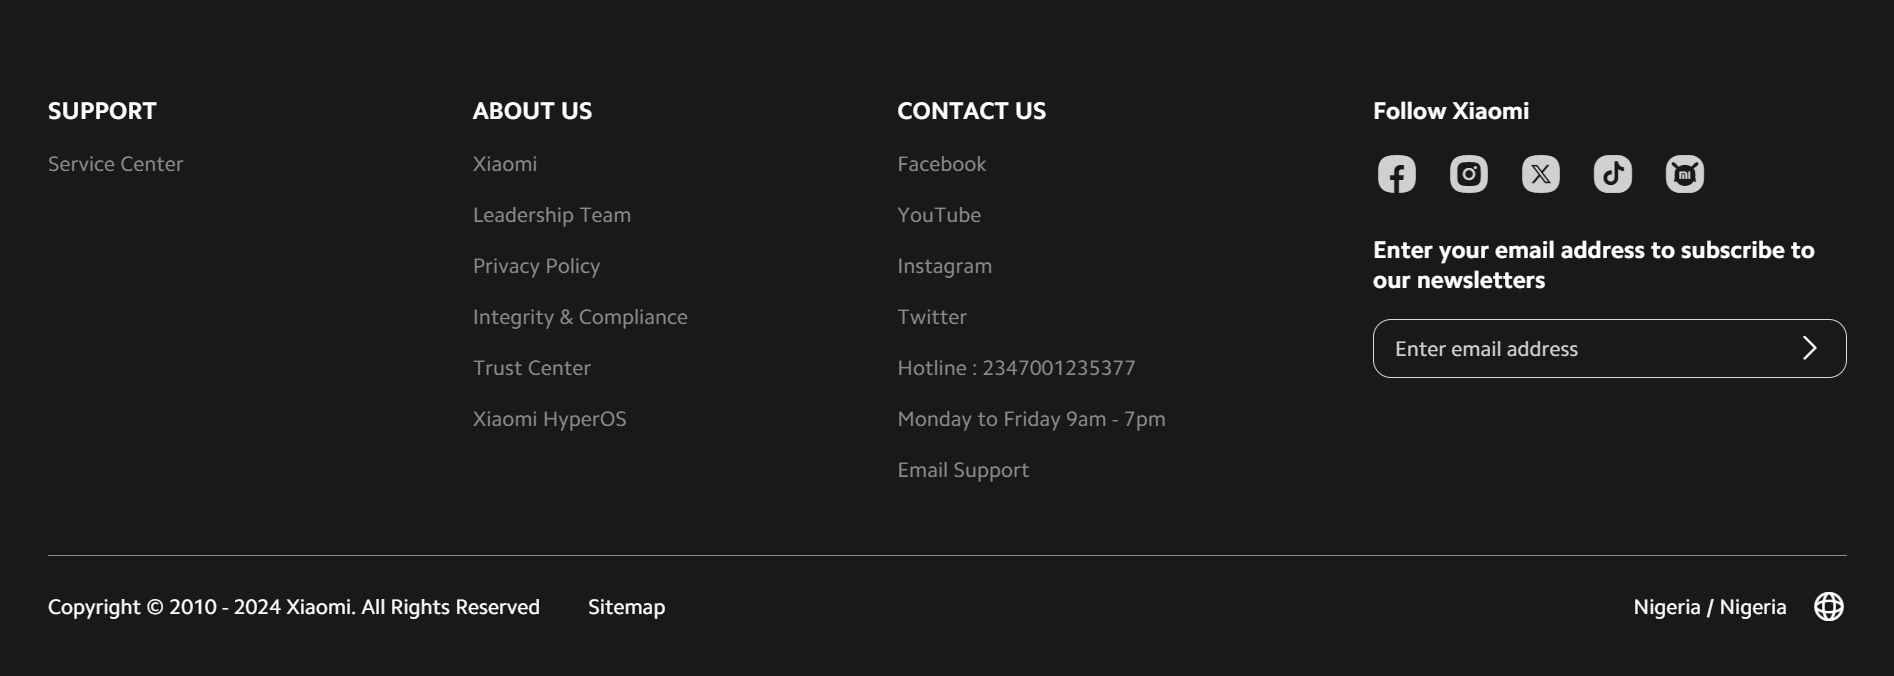 SUPPORT
Service Center
ABOUT US
Xiaomi
Leadership Team
Privacy Policy
Integrity & Compliance
Trust Center
Xiaomi HyperOS
CONTACT US
Facebook
YouTube
Instagram
Twitter
Hotline : 2347001235377
Monday to Friday 9am - 7pm
Email Support
Follow Xiaomi
Enter your email address to subscribe to
our newsletters
Enter email address
Copyright © 2010 - 2024 Xiaomi. All Rights Reserved
Sitemap
Nigeria / Nigeria